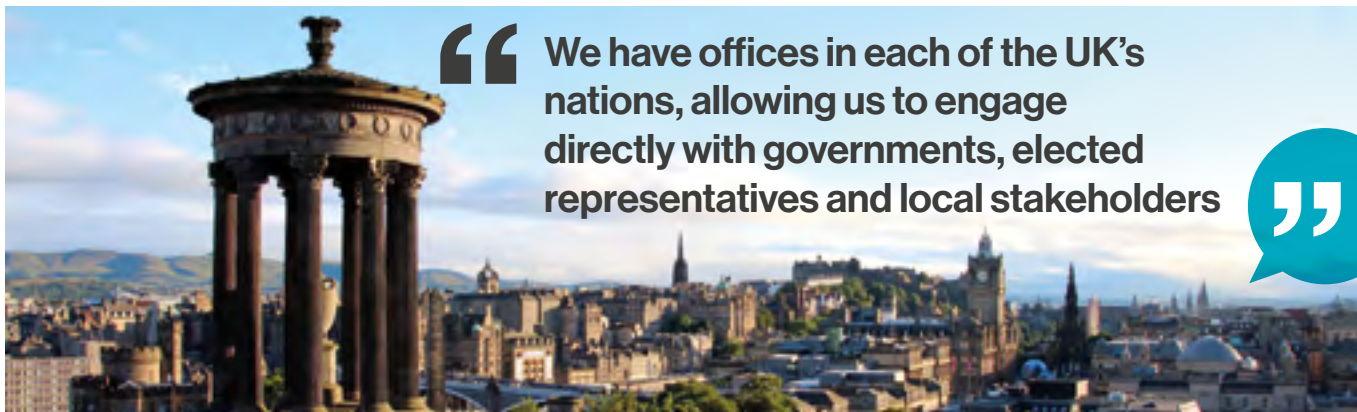 “ We have offices in each of the UK’s
nations, allowing us to engage
directly with governments, elected
representatives and local stakeholders ”